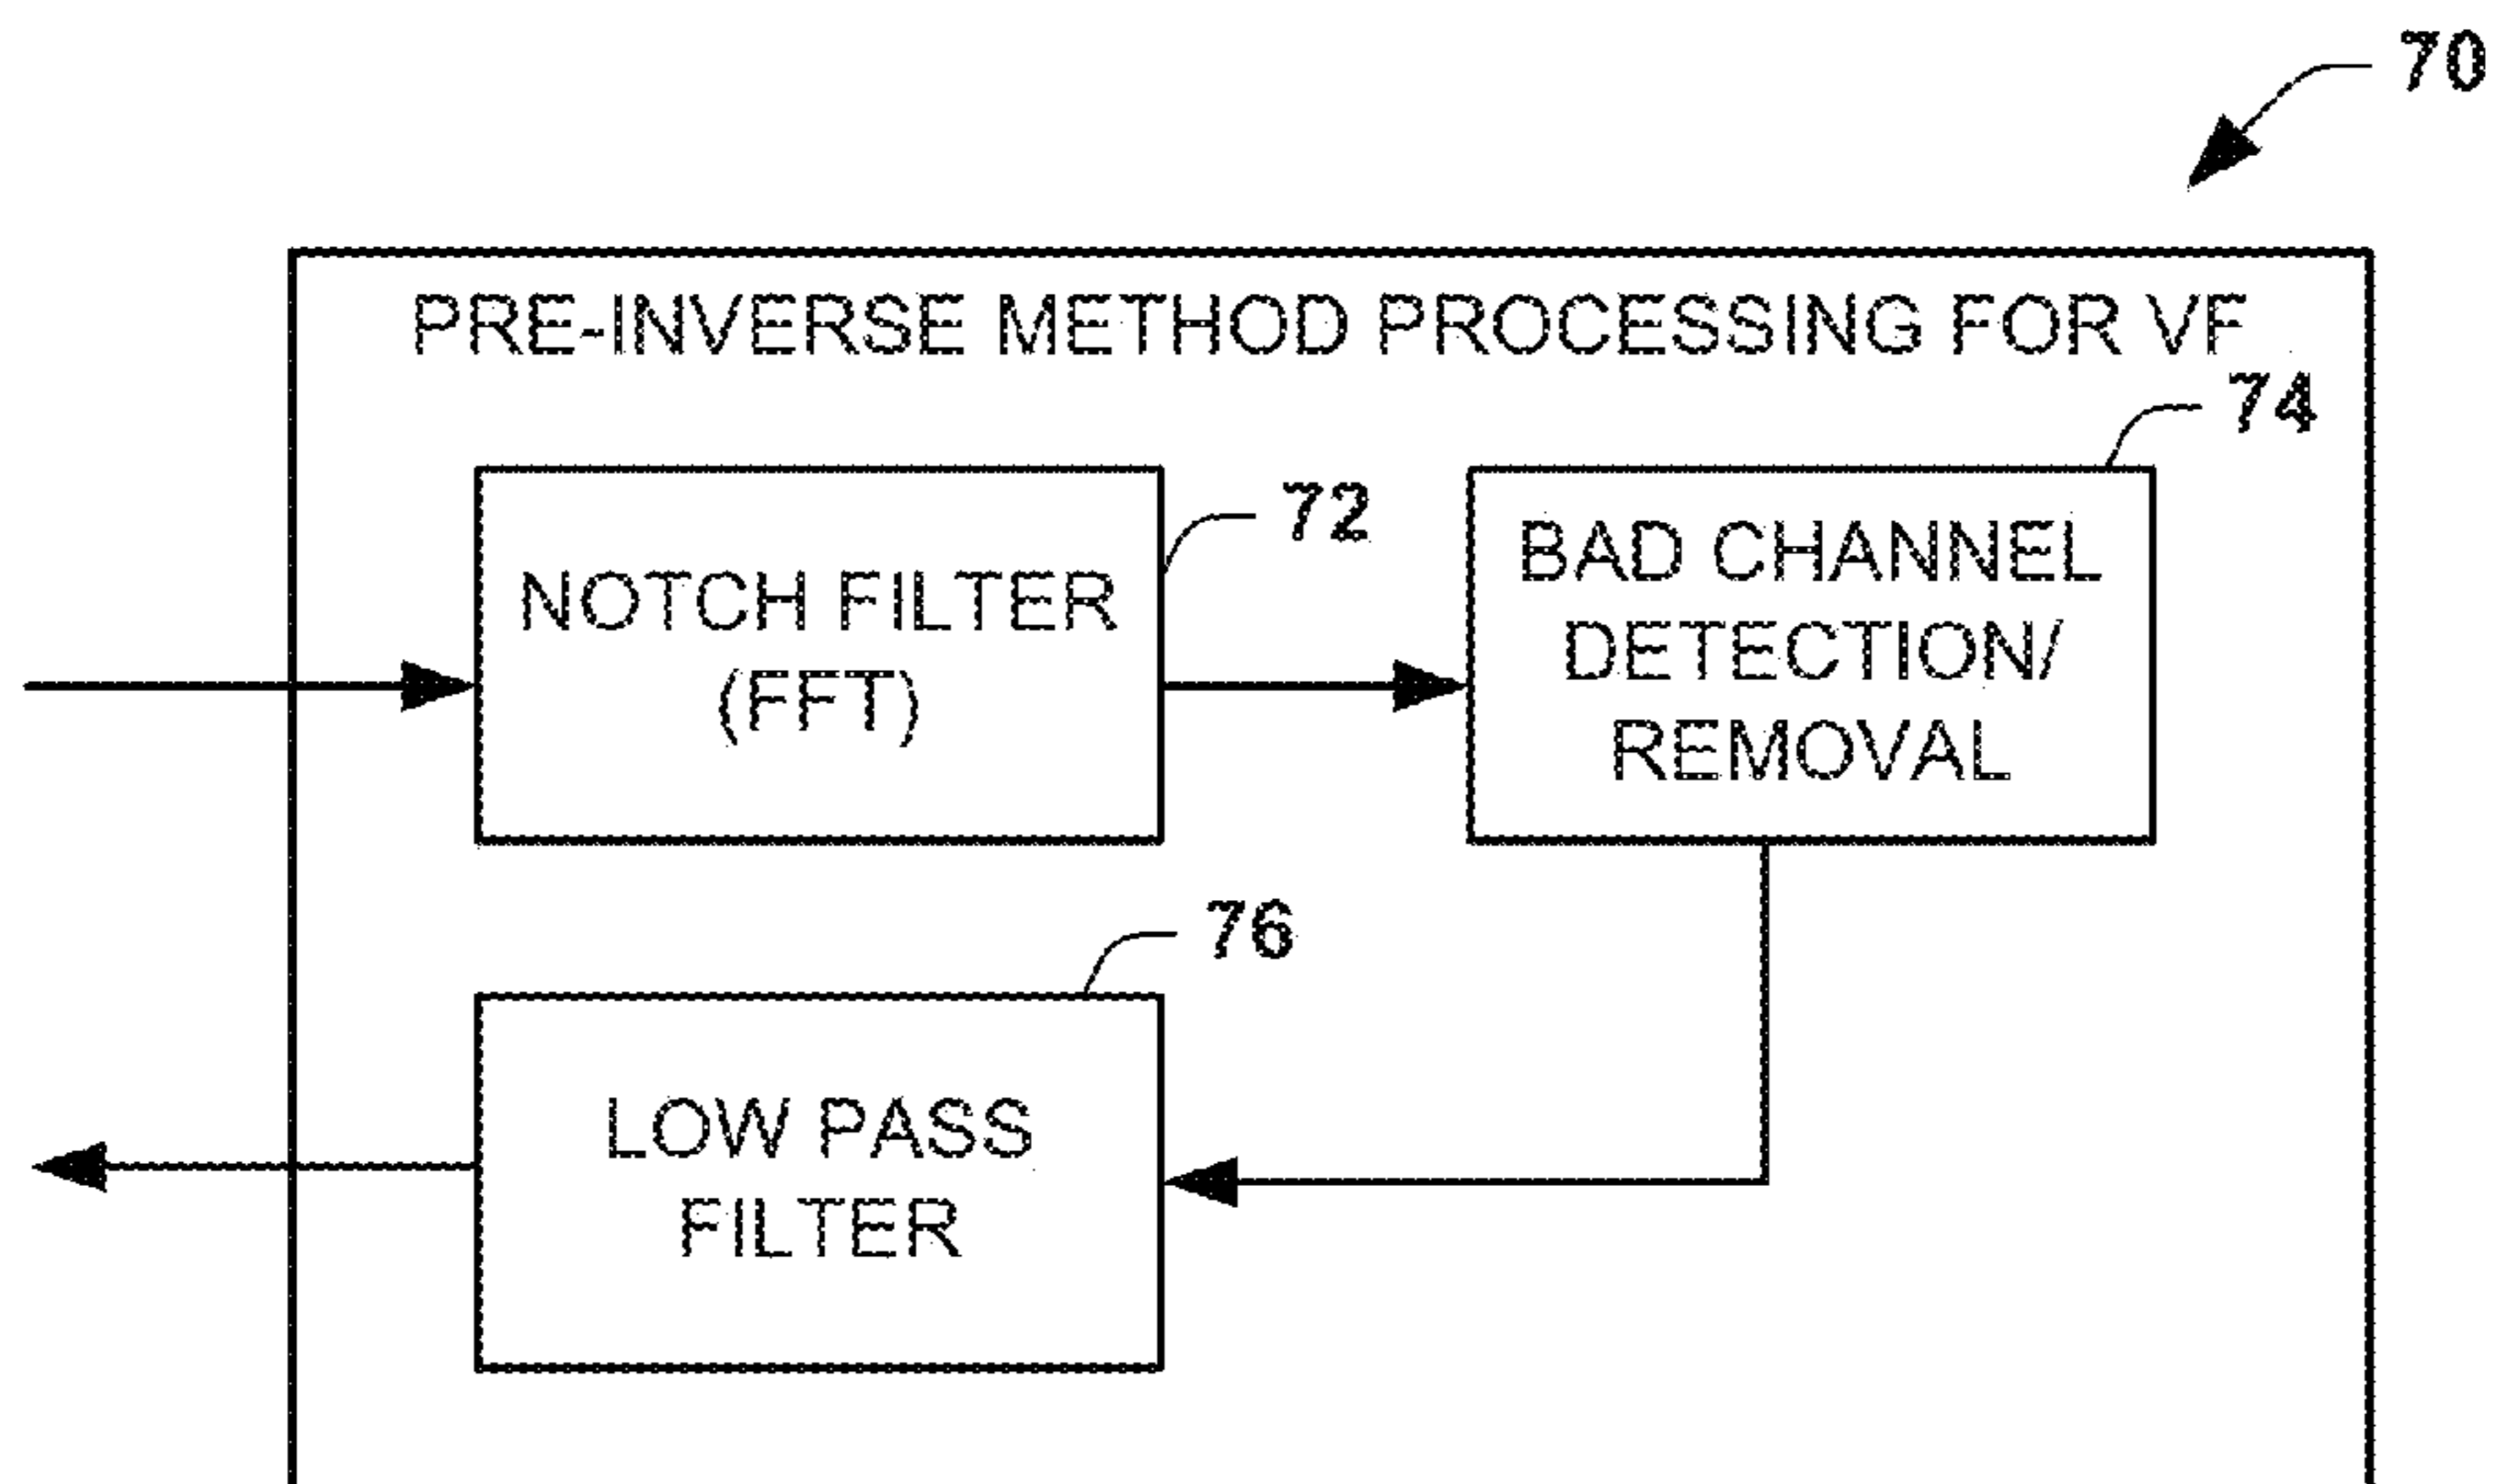 70
PRE-INVERSE METHOD PROCESSING FOR VF
74
72
NOTCH FILTER
(FFT)
BAD CHANNEL
DETECTION/
REMOVAL
76
LOW PASS
FILTER